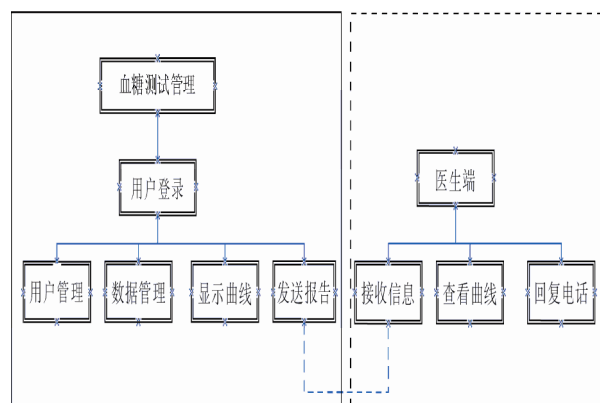 血糖测试管理
用户登录
医生端
用户管理
数据管理
显示曲线
发送报告
接收信息
查看曲线
回复电话